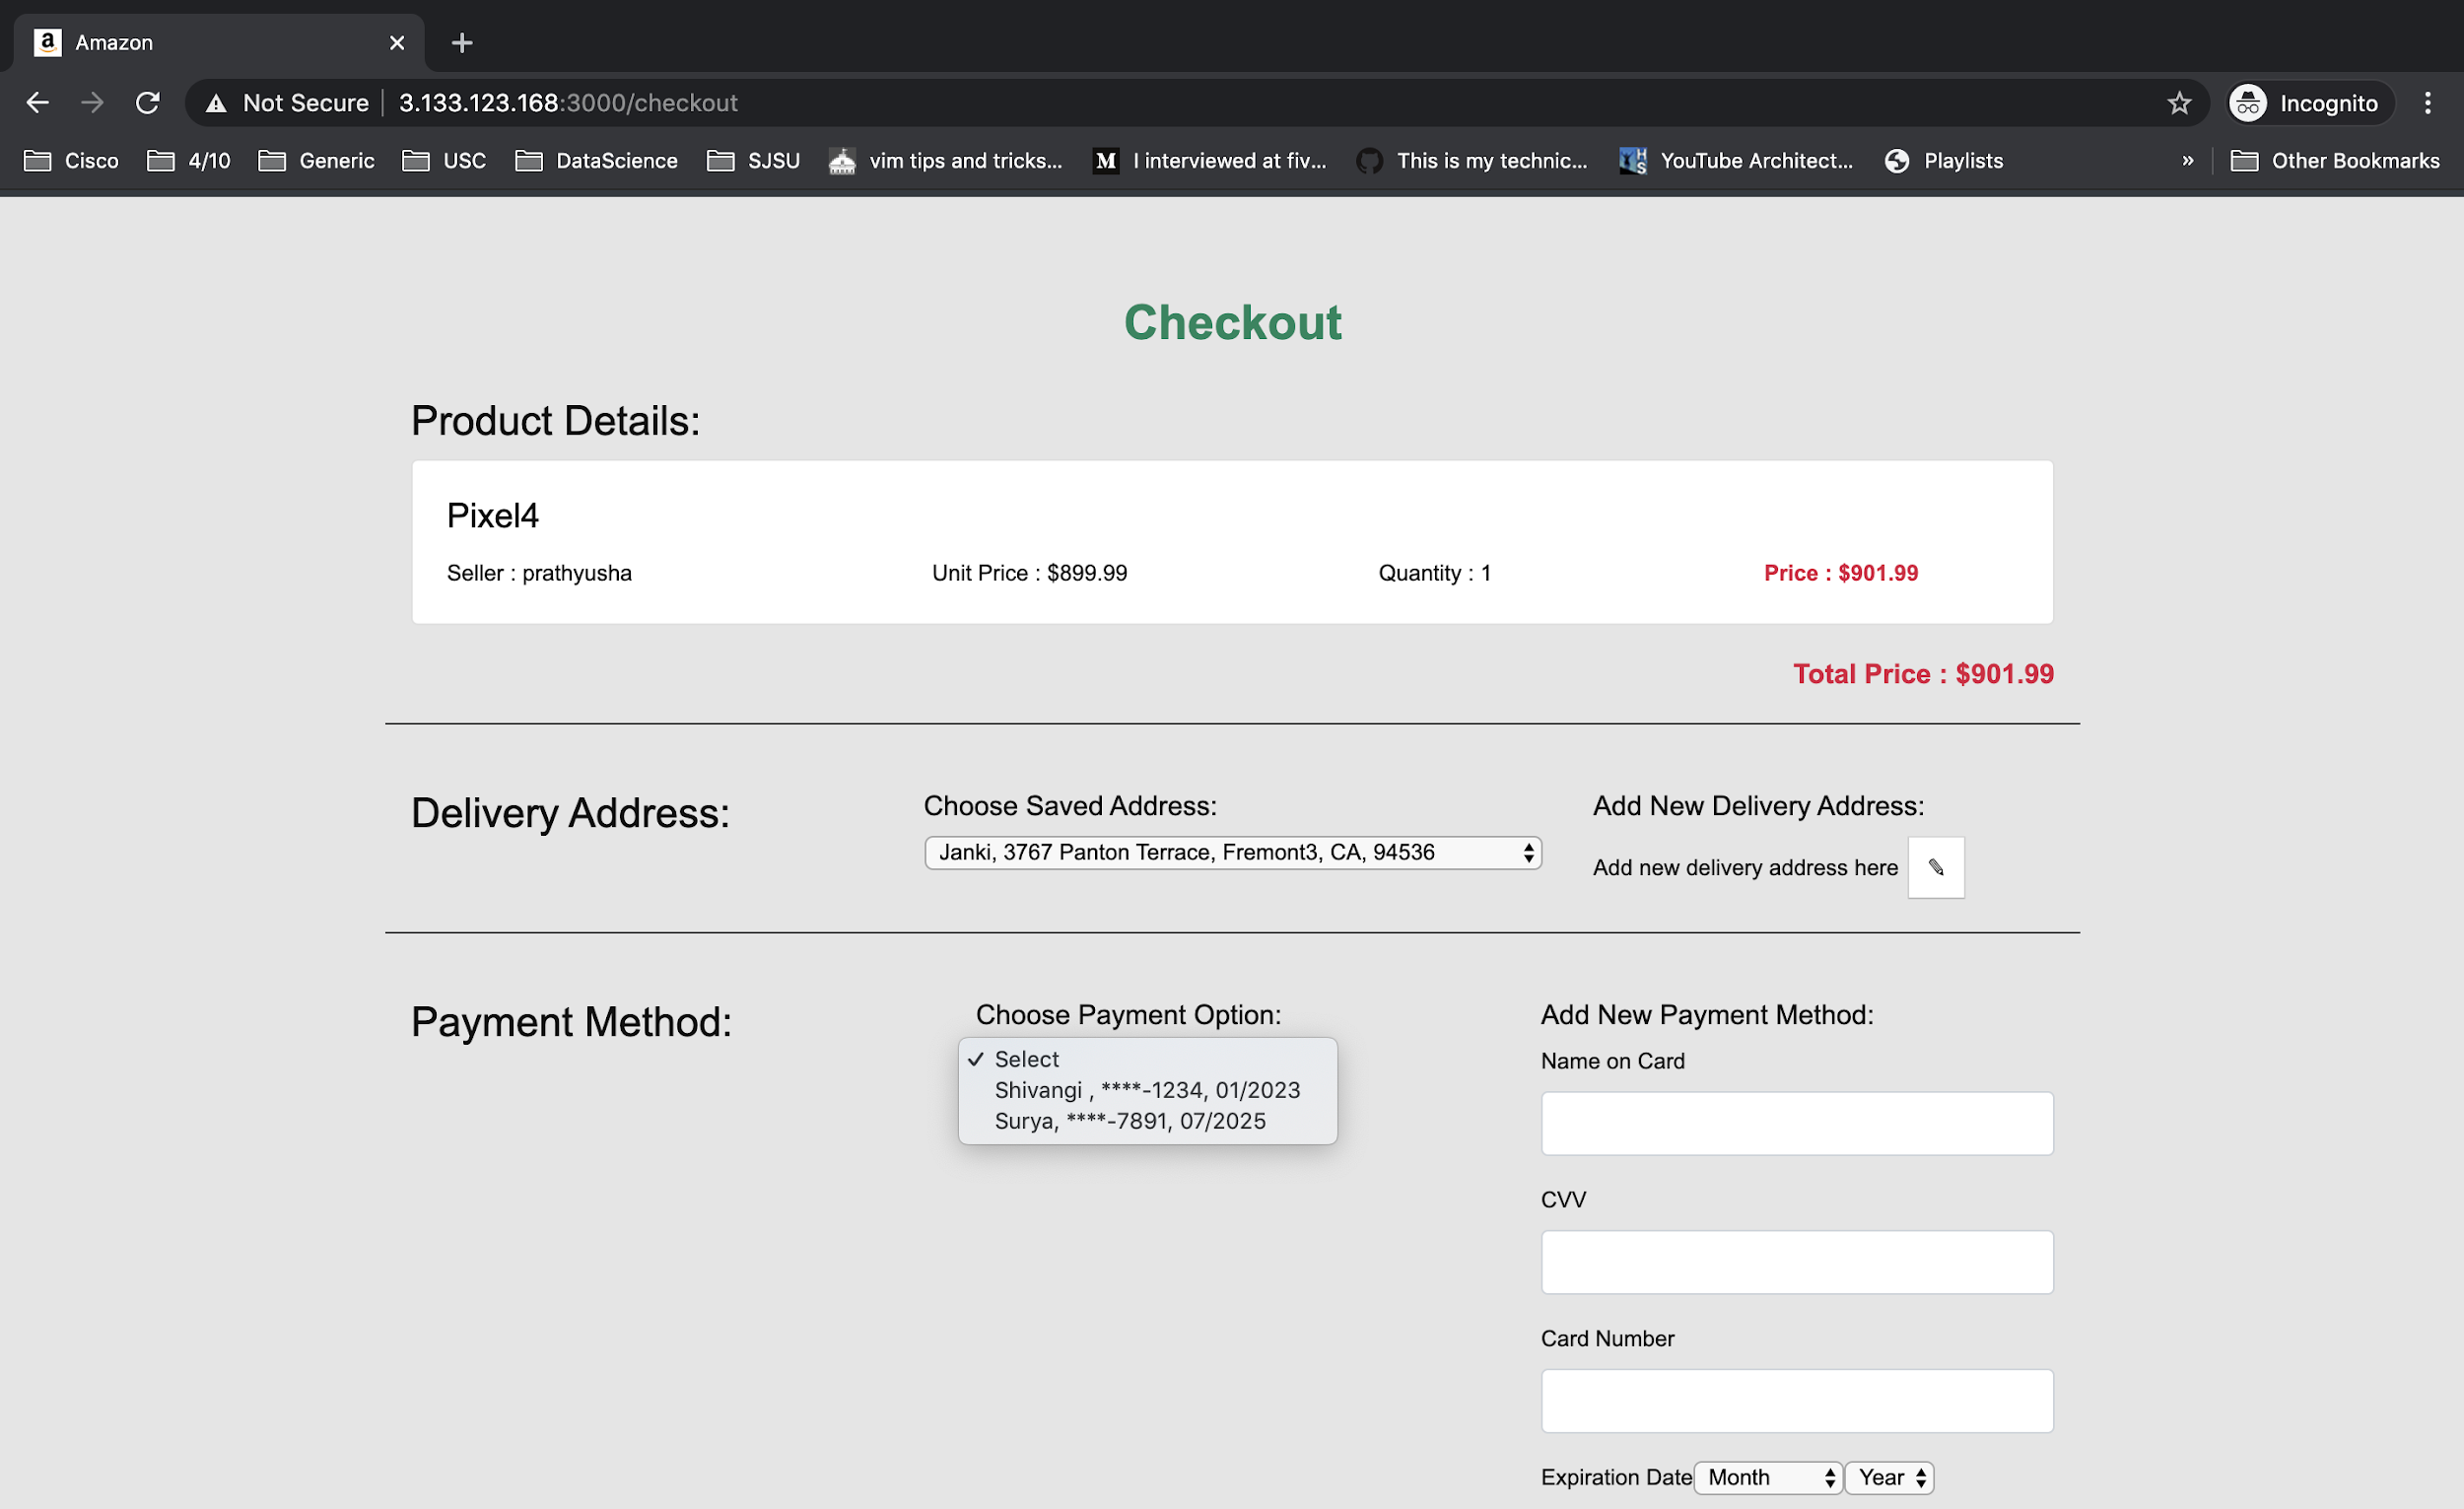 Amazon
Not Secure | 3.133.123.168:3000/checkout
Incognito
Cisco 4/10 Generic USC DataScience SJSU vim tips and tricks... M I interviewed at fiv... This is my technic... HS YouTube Architect... Playlists » Other Bookmarks
Checkout
Product Details:
Pixel4
Seller : prathyusha Unit Price : $899.99 Quantity : 1 Price : $901.99
Total Price : $901.99
Delivery Address:
Choose Saved Address:
Janki, 3767 Panton Terrace, Fremont3, CA, 94536
Add New Delivery Address:
Add new delivery address here
Payment Method:
Choose Payment Option:
✓ Select
Shivangi , ****-1234, 01/2023
Surya, ****-7891, 07/2025
Add New Payment Method:
Name on Card
CVV
Card Number
Expiration Date Month Year